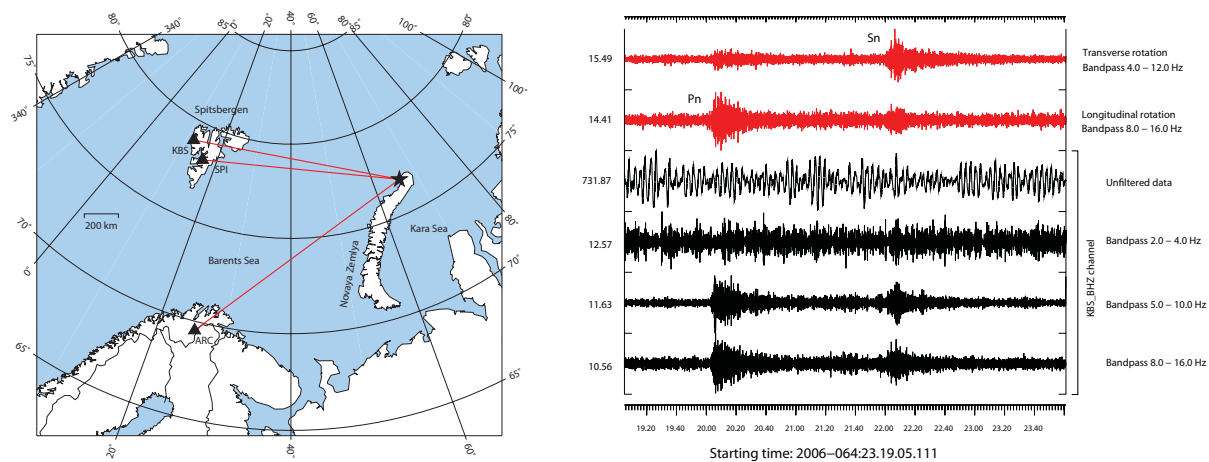 340° 0° 20° 40° 60° 80° 85° 100° 80°
75°
340°
100°
75°
80°
70°
0°
70°
65°
65°
20°
40°
60°
Spitsbergen
KBS
SPI
200 km
Kara Sea
Barents Sea
Novaya Zemlya
ARC
Sn
15.49
Transverse rotation
Bandpass 4.0 – 12.0 Hz
Pn
14.41
Longitudinal rotation
Bandpass 8.0 – 16.0 Hz
731.87
Unfiltered data
12.57
Bandpass 2.0 – 4.0 Hz
11.63
Bandpass 5.0 – 10.0 Hz
10.56
Bandpass 8.0 – 16.0 Hz
KBS_BHZ channel
19.20 19.40 20.00 20.20 20.40 21.00 21.20 21.40 22.00 22.20 22.40 23.00 23.20 23.40
Starting time: 2006–064:23.19.05.111